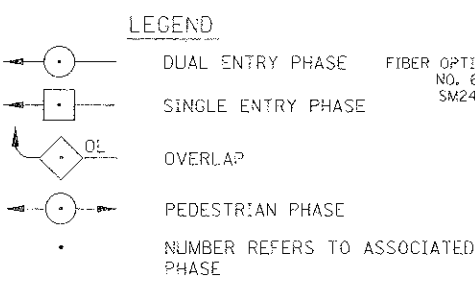 LEGEND
DUAL ENTRY PHASE
FIBER OPTI
NO. 6
SM24
SINGLE ENTRY PHASE
OL
OVERLAP
PEDESTRIAN PHASE
NUMBER REFERS TO ASSOCIATED
PHASE